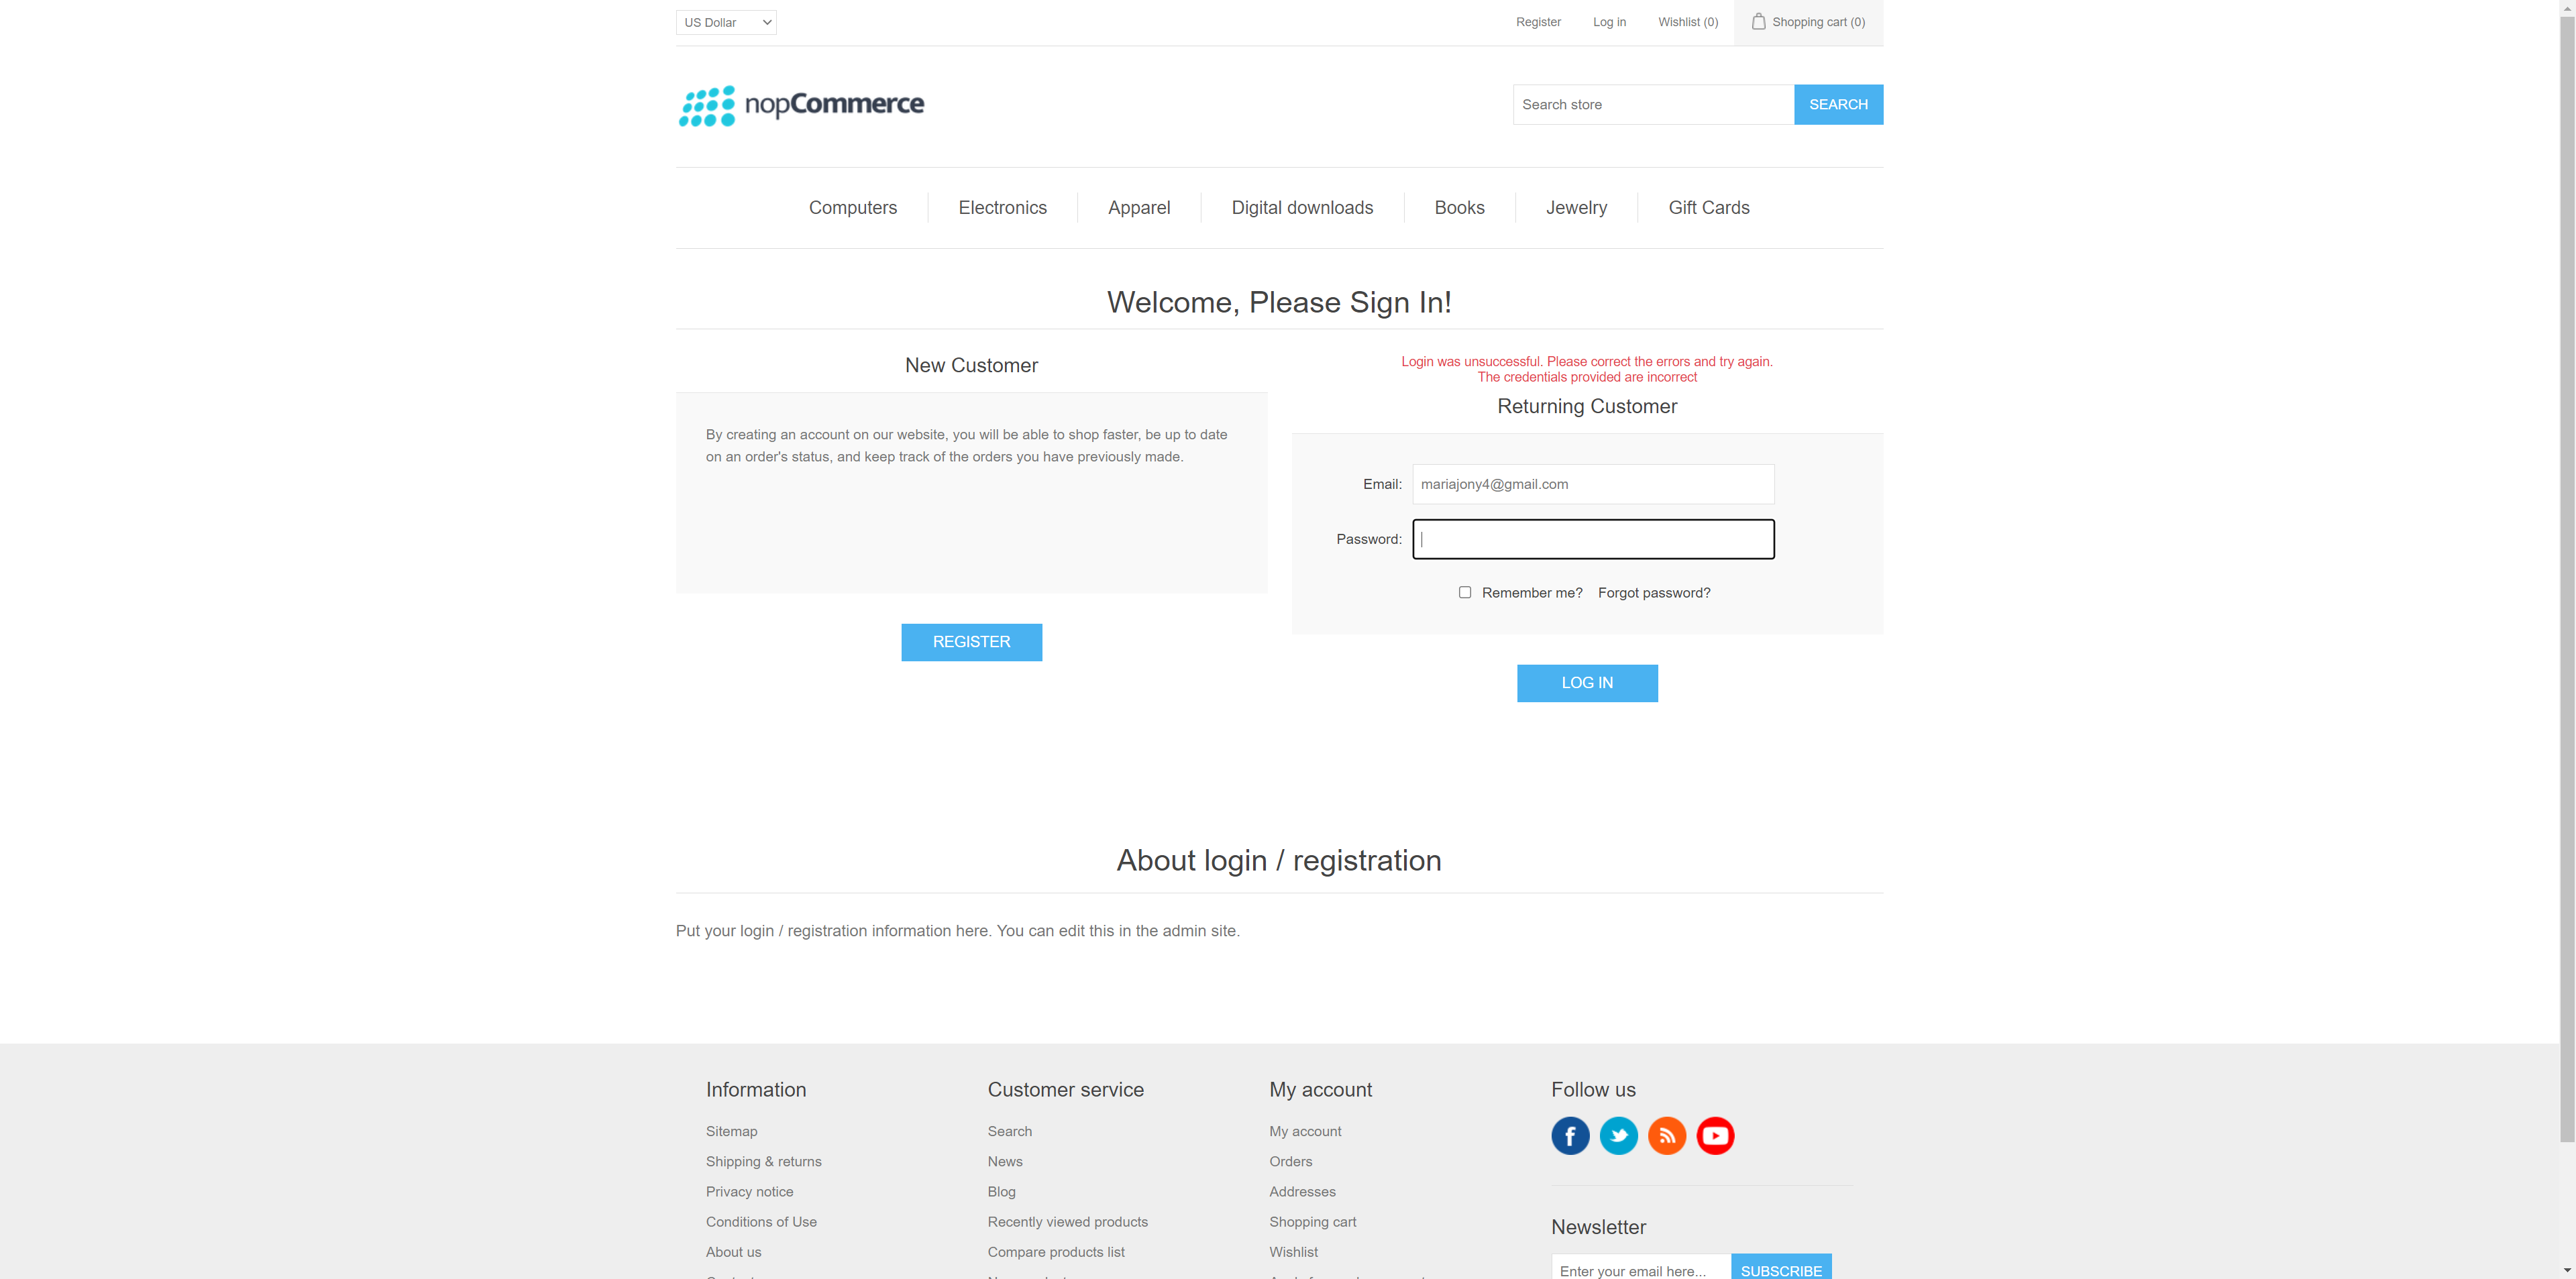 US Dollar
Register
Log in
Wishlist (0)
Shopping cart (0)
nopCommerce
Search store
SEARCH
Computers
Electronics
Apparel
Digital downloads
Books
Jewelry
Gift Cards
Welcome, Please Sign In!
New Customer
By creating an account on our website, you will be able to shop faster, be up to date
on an order's status, and keep track of the orders you have previously made.
REGISTER
Login was unsuccessful. Please correct the errors and try again.
The credentials provided are incorrect
Returning Customer
Email:
mariajony4@gmail.com
Password:
Remember me?
Forgot password?
LOG IN
About login / registration
Put your login / registration information here. You can edit this in the admin site.
Information
Sitemap
Shipping & returns
Privacy notice
Conditions of Use
About us
Customer service
Search
News
Blog
Recently viewed products
Compare products list
My account
My account
Orders
Addresses
Shopping cart
Wishlist
Follow us
Newsletter
Enter your email here...
SUBSCRIBE